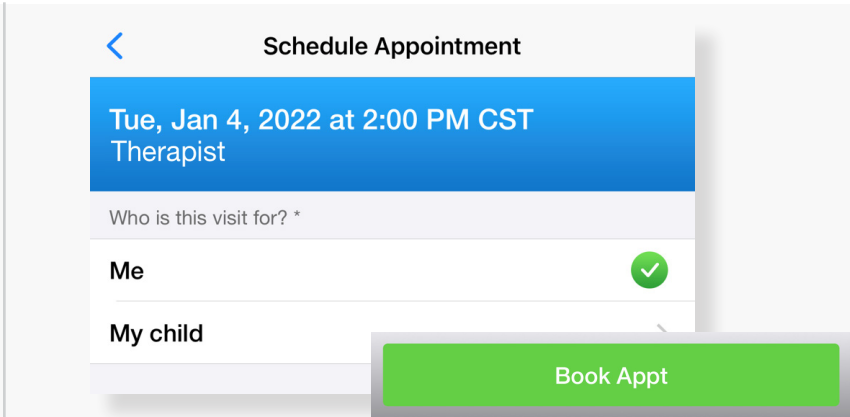 Schedule Appointment
Tue, Jan 4, 2022 at 2:00 PM CST
Therapist
Who is this visit for? *
Me
My child
Book Appt